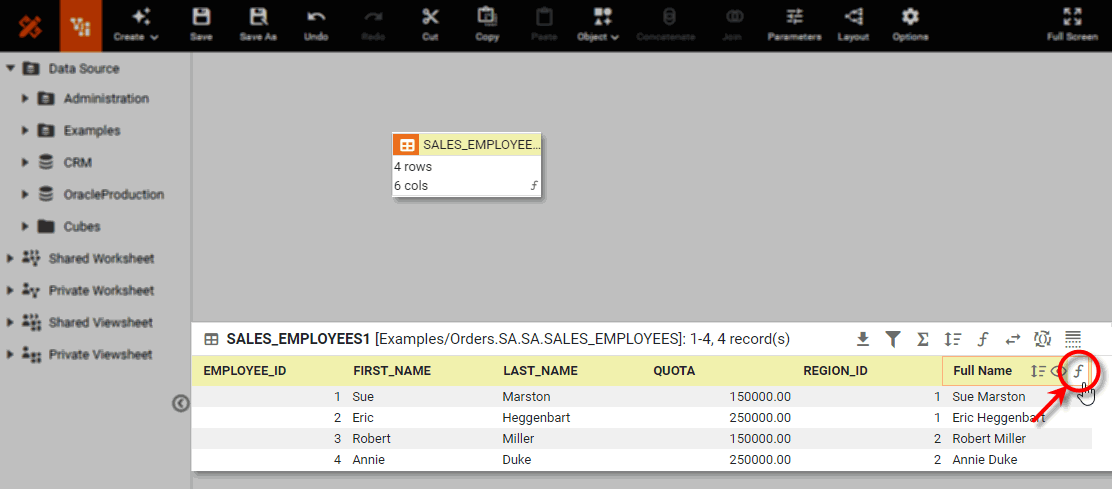 Create Save Save As Undo Redo Cut Copy Paste Object Concatenate Join Parameters Layout Options Full Screen
Data Source
Administration
Examples
CRM
OracleProduction
Cubes
Shared Worksheet
Private Worksheet
Shared Viewsheet
Private Viewsheet
SALES_EMPLOYEE...
4 rows
6 cols f
SALES_EMPLOYEES1 [Examples/Orders.SA.SA.SALES_EMPLOYEES]: 1-4, 4 record(s)
EMPLOYEE_ID FIRST_NAME LAST_NAME QUOTA REGION_ID Full Name f
1 Sue Marston 150000.00 1 Sue Marston
2 Eric Heggenbart 250000.00 1 Eric Heggenbart
3 Robert Miller 150000.00 2 Robert Miller
4 Annie Duke 250000.00 2 Annie Duke